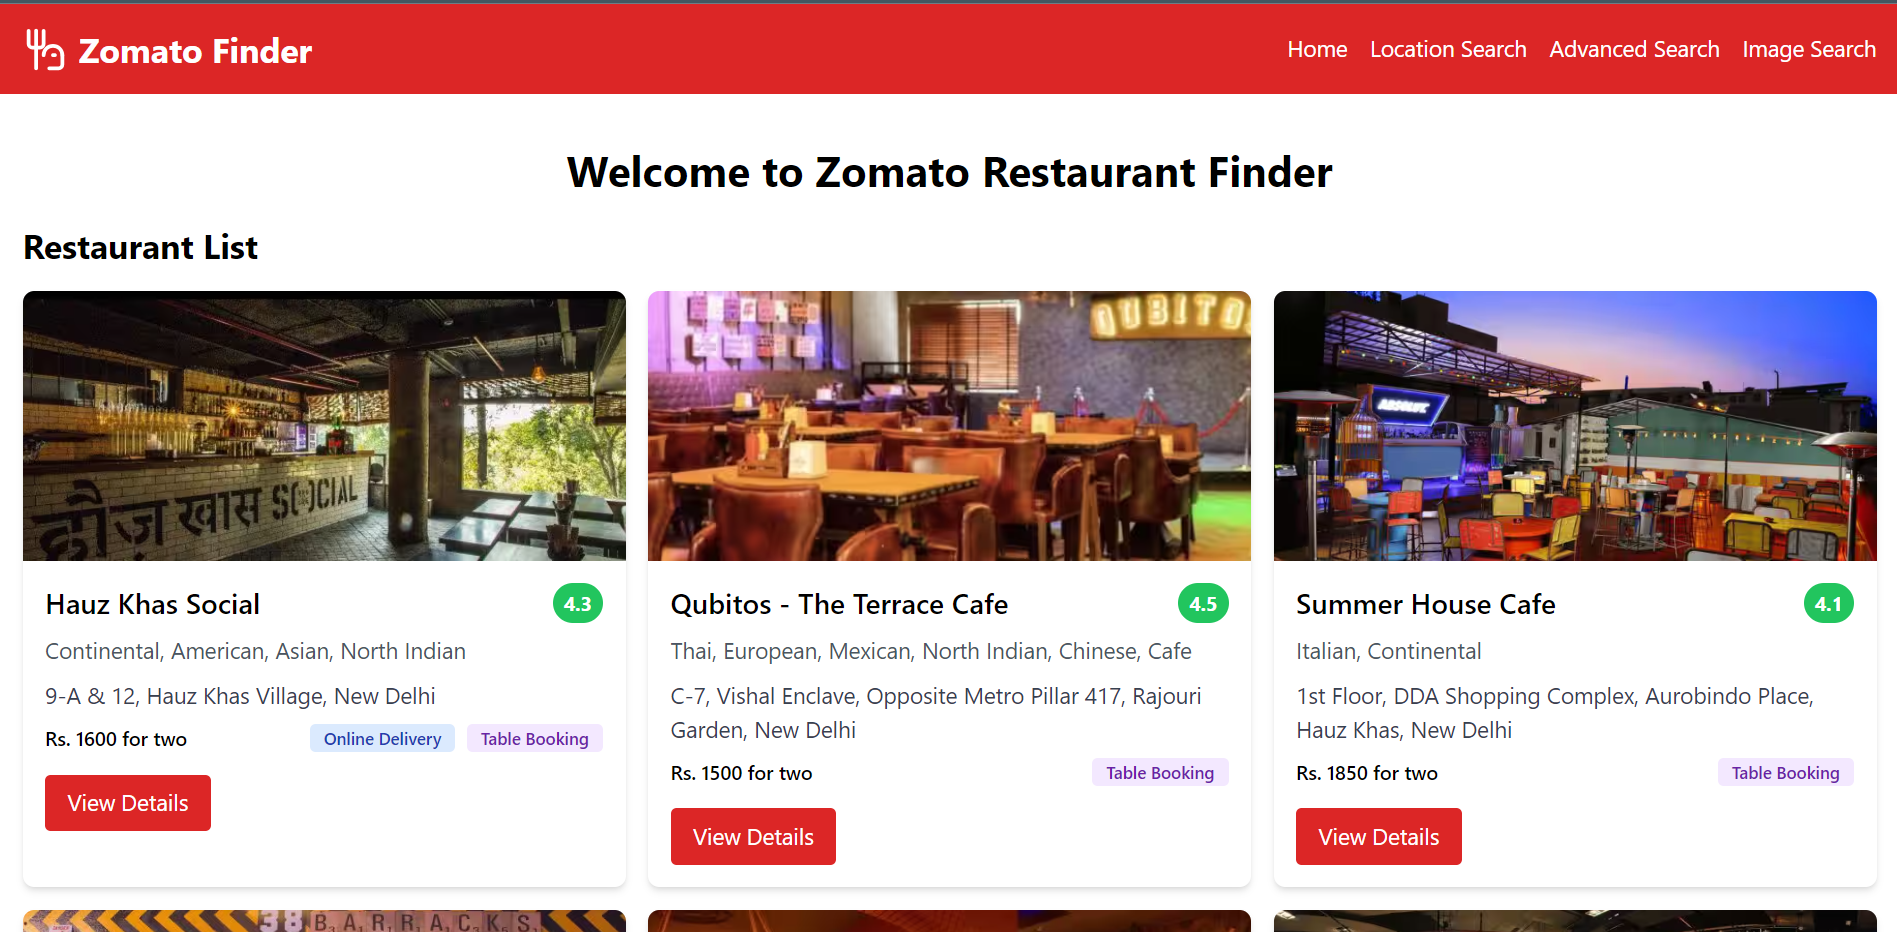 Zomato Finder
Home Location Search Advanced Search Image Search
Welcome to Zomato Restaurant Finder
Restaurant List
हौज़ खास SOCIAL
QUBITOS
ABSOLUT
Hauz Khas Social 4.3
Continental, American, Asian, North Indian
9-A & 12, Hauz Khas Village, New Delhi
Rs. 1600 for two Online Delivery Table Booking
View Details
Qubitos - The Terrace Cafe 4.5
Thai, European, Mexican, North Indian, Chinese, Cafe
C-7, Vishal Enclave, Opposite Metro Pillar 417, Rajouri
Garden, New Delhi
Rs. 1500 for two Table Booking
View Details
Summer House Cafe 4.1
Italian, Continental
1st Floor, DDA Shopping Complex, Aurobindo Place,
Hauz Khas, New Delhi
Rs. 1850 for two Table Booking
View Details
38 BARRACKS